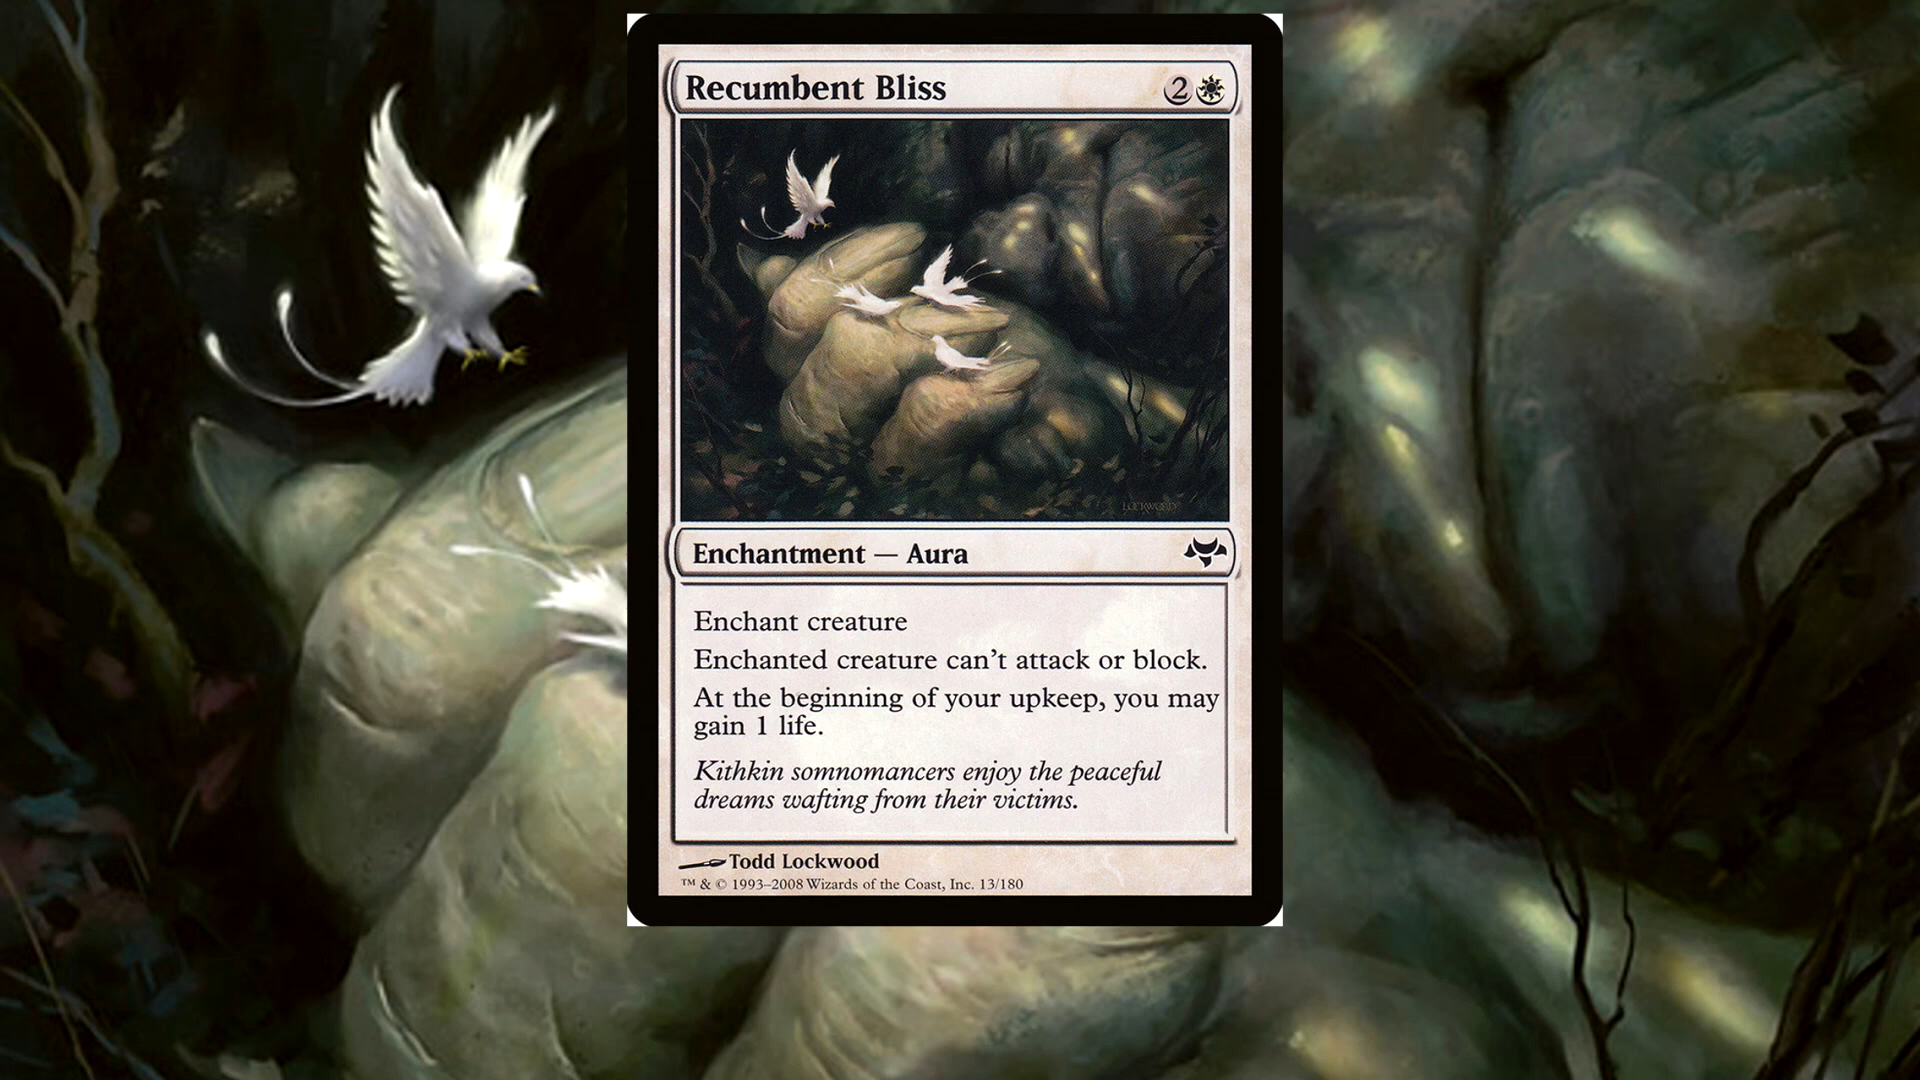 Recumbent Bliss 2
LOCKWOOD
Enchantment — Aura
Enchant creature
Enchanted creature can't attack or block.
At the beginning of your upkeep, you may
gain 1 life.
Kithkin somnomancers enjoy the peaceful
dreams wafting from their victims.
Todd Lockwood
™ & © 1993–2008 Wizards of the Coast, Inc. 13/180